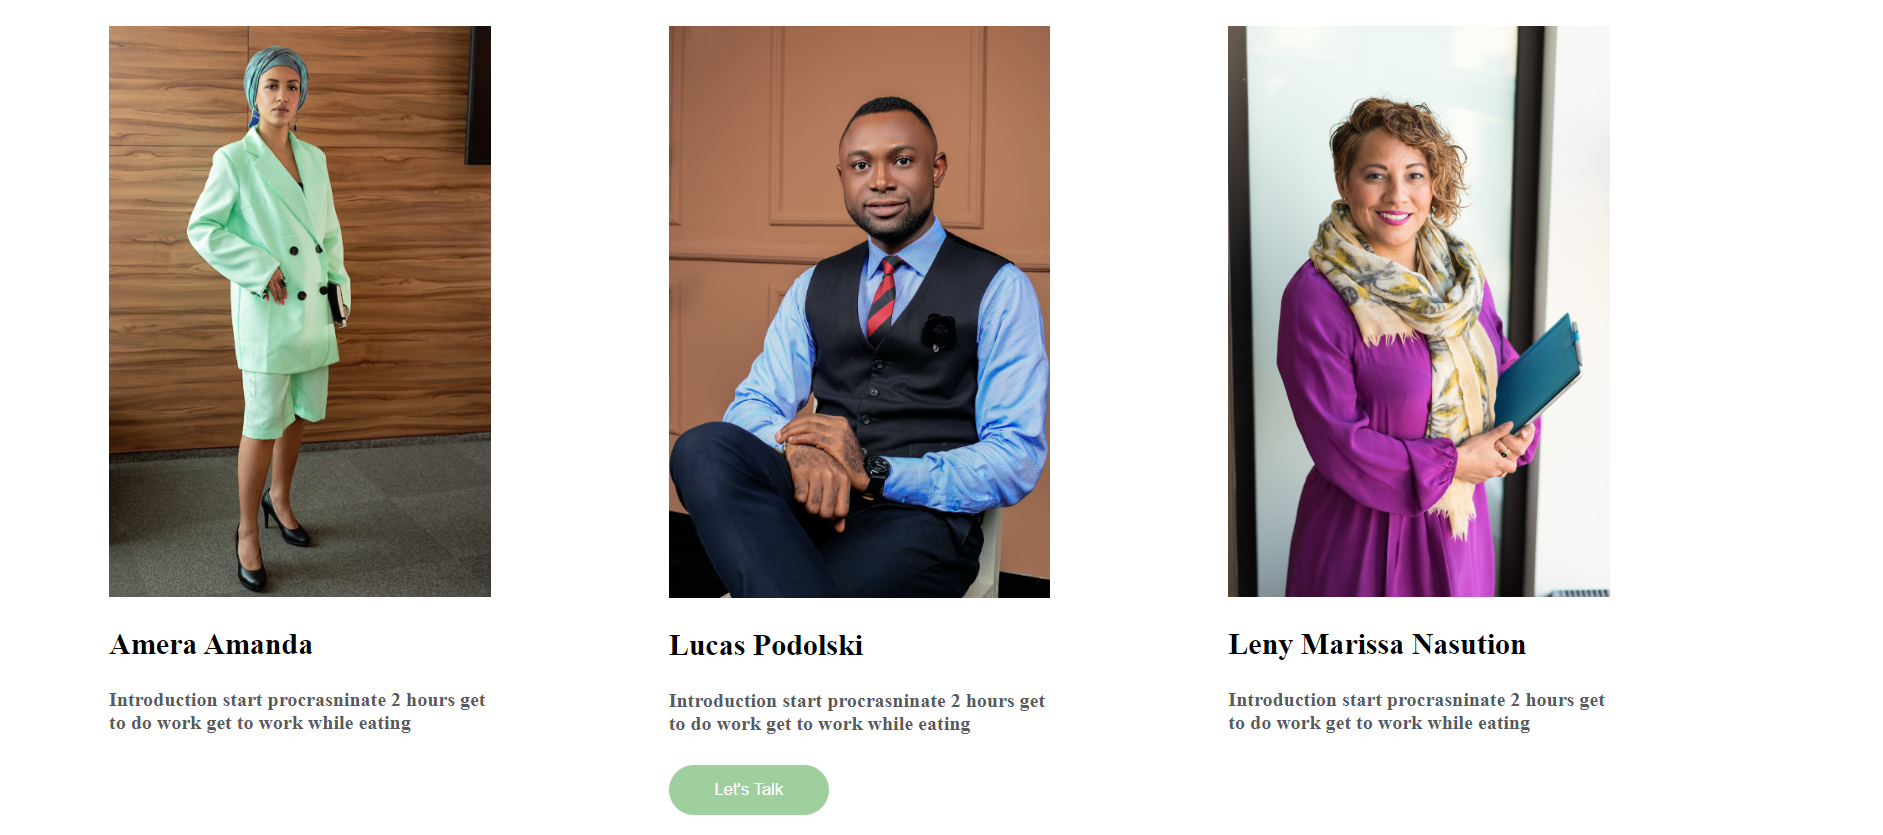 Amera Amanda
Introduction start procrasninate 2 hours get
to do work get to work while eating
Lucas Podolski
Introduction start procrasninate 2 hours get
to do work get to work while eating
Let's Talk
Leny Marissa Nasution
Introduction start procrasninate 2 hours get
to do work get to work while eating